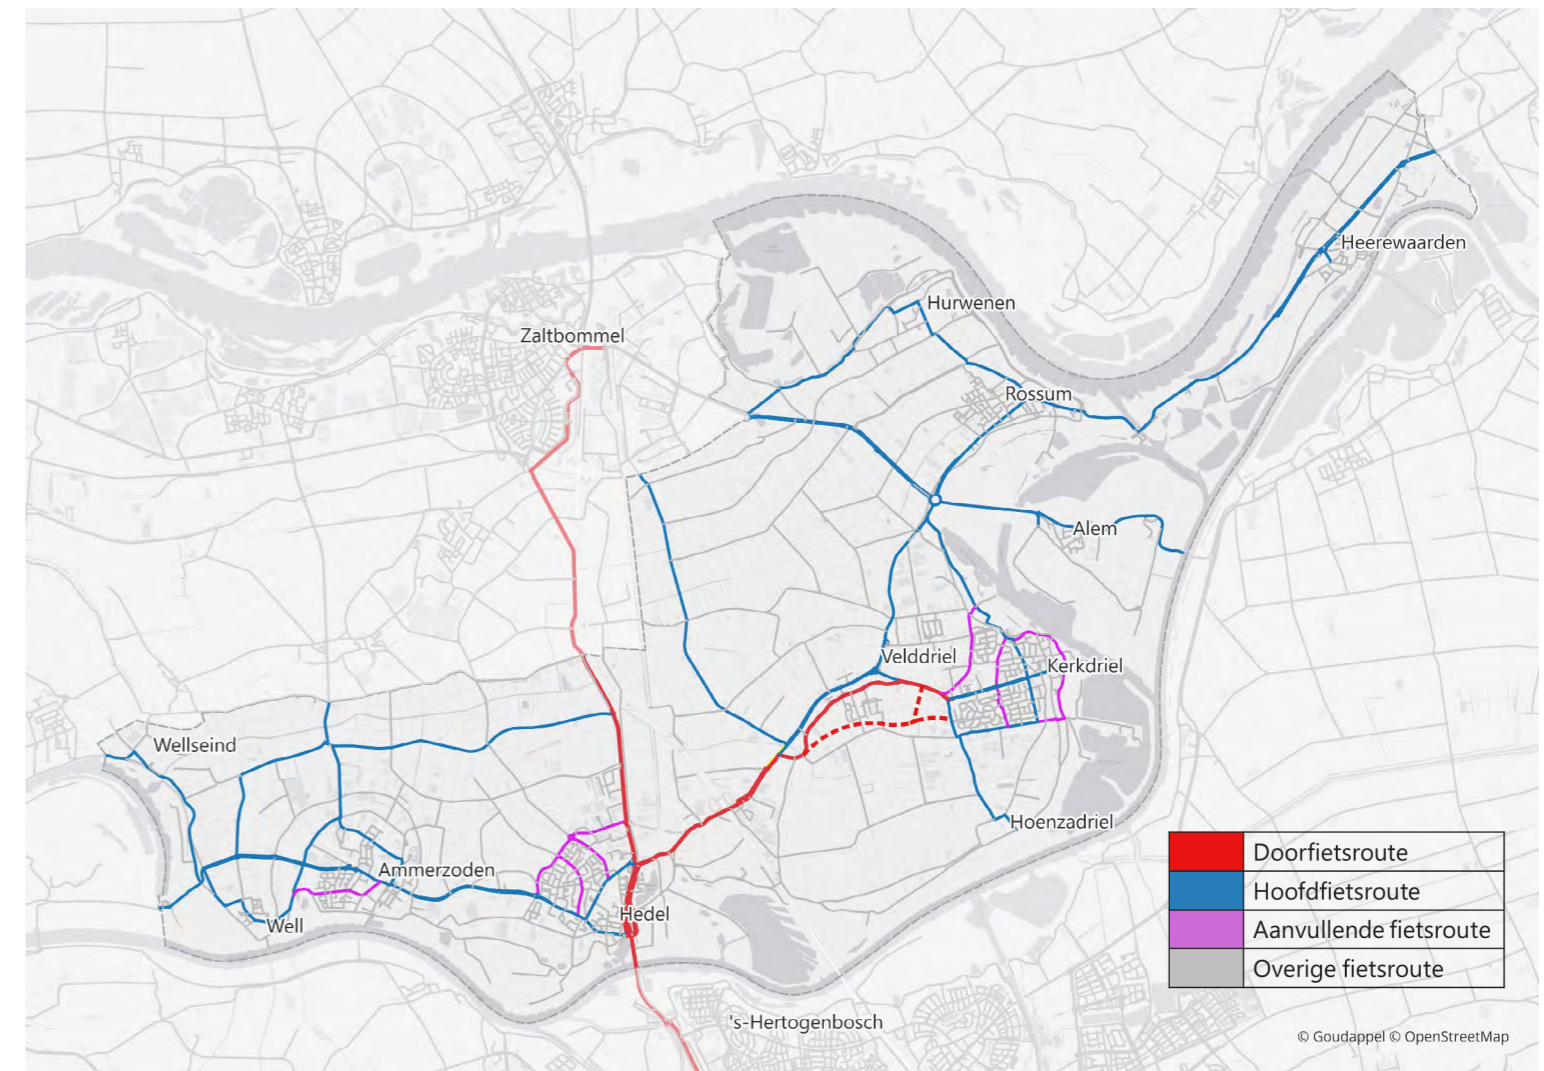 Zaltbommel
Hurwenen
Heerewaarden
Rossum
Alem
Velddriel
Kerkdriel
Wellseind
Hoenzadriel
Ammerzoden
Hedel
Well
's-Hertogenbosch
Doorfietsroute
Hoofdfietsroute
Aanvullende fietsroute
Overige fietsroute
© Goudappel © OpenStreetMap